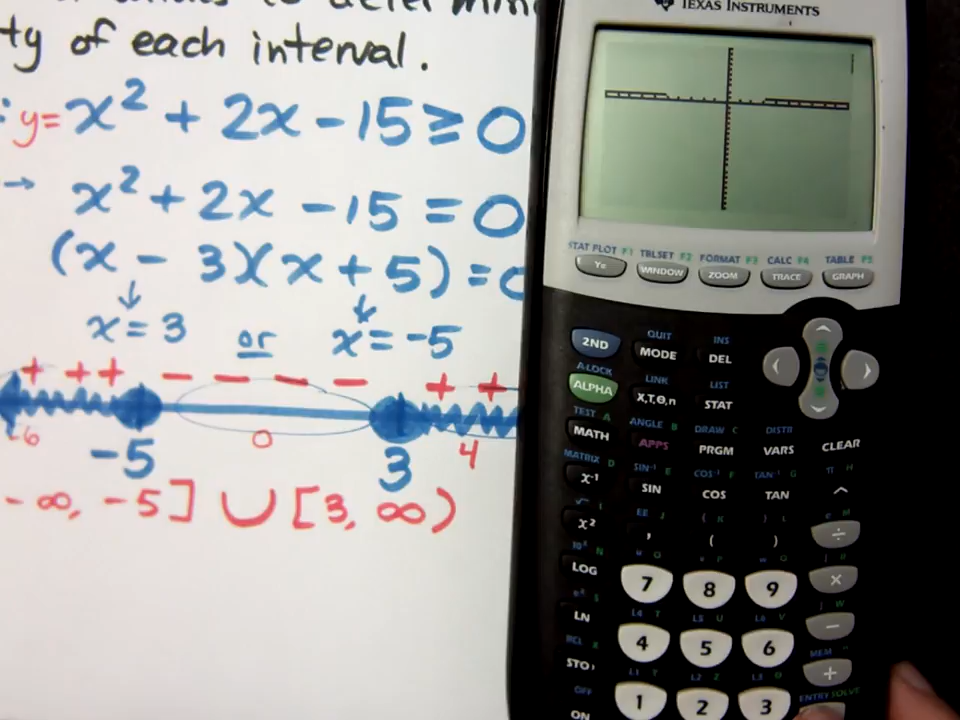 to determin
ty of each interval.
: y= x² + 2x - 15 ≥ 0
→ x² + 2x - 15 = 0
(x - 3)(x + 5) = 0
x = 3 or x = -5
+ + + - - - - + +
-6 0 4
-5 3
- ∞, -5] ∪ [3, ∞)
TEXAS INSTRUMENTS
STAT PLOT F1 TBLSET F2 FORMAT F3 CALC F4 TABLE F5
Y= WINDOW ZOOM TRACE GRAPH
QUIT INS
2ND MODE DEL
A-LOCK LINK LIST
ALPHA X,T,θ,n STAT
TEST A ANGLE B DRAW C DISTR
MATH APPS PRGM VARS CLEAR
MATRIX D SIN⁻¹ E COS⁻¹ F TAN⁻¹ G π H
x⁻¹ SIN COS TAN ^
√ I EE J { K } L e M
x² , ( ) ÷
10ˣ N u O v P w Q
LOG 7 8 9 ×
eˣ S L4 T L5 U L6 V ] W
LN 4 5 6 −
RCL X L1 Y L2 Z L3 θ MEM "
STO› 1 2 3 +
OFF ENTRY SOLVE
ON